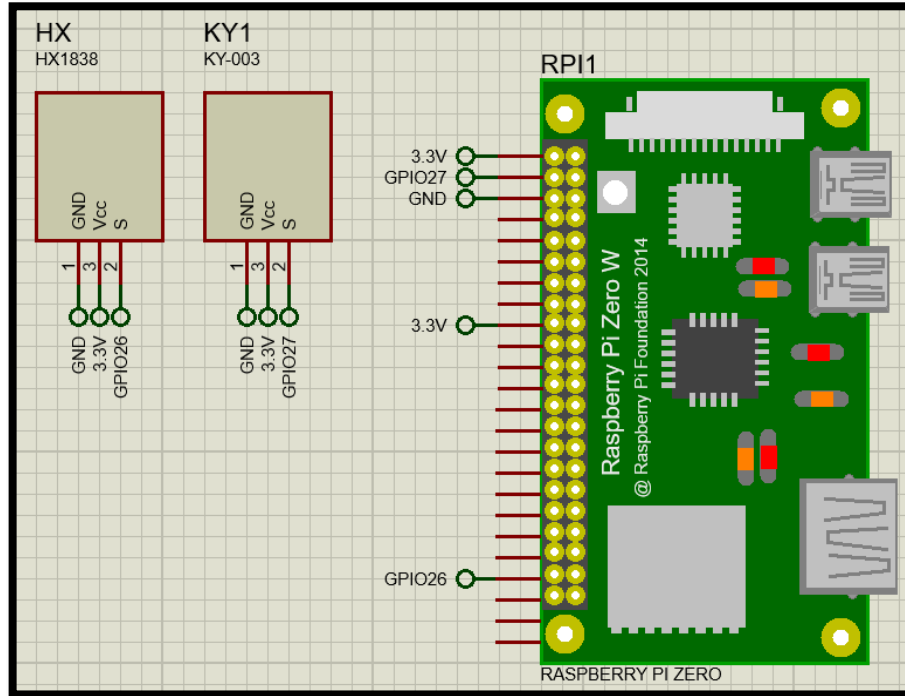 HX
HX1838
GND
Vcc
S
1
3
2
GND
3.3V
GPIO26
KY1
KY-003
GND
Vcc
S
1
3
2
GND
3.3V
GPIO27
RPI1
3.3V
GPIO27
GND
3.3V
GPIO26
Raspberry Pi Zero W
@ Raspberry Pi Foundation 2014
RASPBERRY PI ZERO